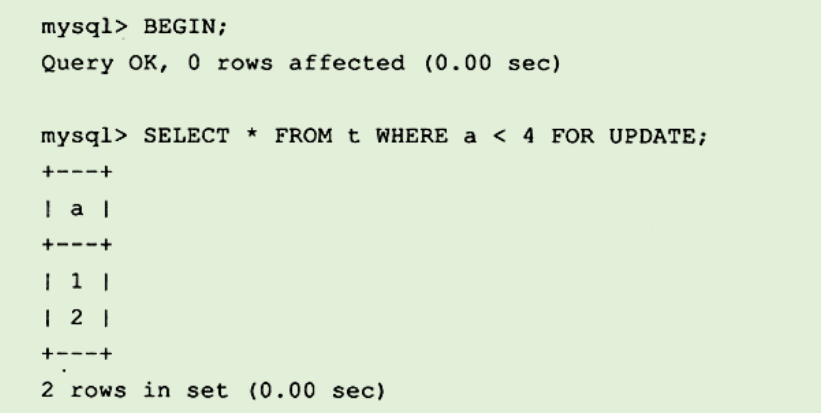 mysql> BEGIN;
Query OK, 0 rows affected (0.00 sec)
mysql> SELECT * FROM t WHERE a < 4 FOR UPDATE;
+---+
| a |
+---+
| 1 |
| 2 |
+---+
2 rows in set (0.00 sec)